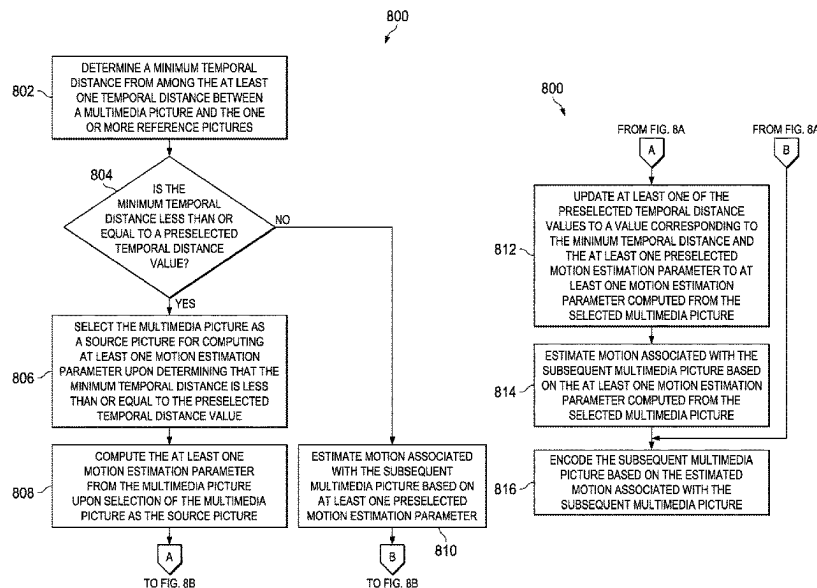 800
802
DETERMINE A MINIMUM TEMPORAL
DISTANCE FROM AMONG THE AT LEAST
ONE TEMPORAL DISTANCE BETWEEN
A MULTIMEDIA PICTURE AND THE ONE
OR MORE REFERENCE PICTURES
804
IS THE
MINIMUM TEMPORAL
DISTANCE LESS THAN OR
EQUAL TO A PRESELECTED
TEMPORAL DISTANCE
VALUE?
NO
YES
806
SELECT THE MULTIMEDIA PICTURE AS
A SOURCE PICTURE FOR COMPUTING
AT LEAST ONE MOTION ESTIMATION
PARAMETER UPON DETERMINING THAT THE
MINIMUM TEMPORAL DISTANCE IS LESS
THAN OR EQUAL TO THE PRESELECTED
TEMPORAL DISTANCE VALUE
808
COMPUTE THE AT LEAST ONE
MOTION ESTIMATION PARAMETER
FROM THE MULTIMEDIA PICTURE
UPON SELECTION OF THE MULTIMEDIA
PICTURE AS THE SOURCE PICTURE
ESTIMATE MOTION ASSOCIATED
WITH THE SUBSEQUENT
MULTIMEDIA PICTURE BASED ON
AT LEAST ONE PRESELECTED
MOTION ESTIMATION PARAMETER
810
A
TO FIG. 8B
B
TO FIG. 8B
800
FROM FIG. 8A
A
FROM FIG. 8A
B
812
UPDATE AT LEAST ONE OF THE
PRESELECTED TEMPORAL DISTANCE
VALUES TO A VALUE CORRESPONDING
TO THE MINIMUM TEMPORAL DISTANCE AND
THE AT LEAST ONE PRESELECTED
MOTION ESTIMATION PARAMETER TO AT
LEAST ONE MOTION ESTIMATION
PARAMETER COMPUTED FROM THE
SELECTED MULTIMEDIA PICTURE
814
ESTIMATE MOTION ASSOCIATED WITH THE
SUBSEQUENT MULTIMEDIA PICTURE BASED
ON THE AT LEAST ONE MOTION ESTIMATION
PARAMETER COMPUTED FROM THE
SELECTED MULTIMEDIA PICTURE
816
ENCODE THE SUBSEQUENT MULTIMEDIA
PICTURE BASED ON THE ESTIMATED
MOTION ASSOCIATED WITH THE
SUBSEQUENT MULTIMEDIA PICTURE